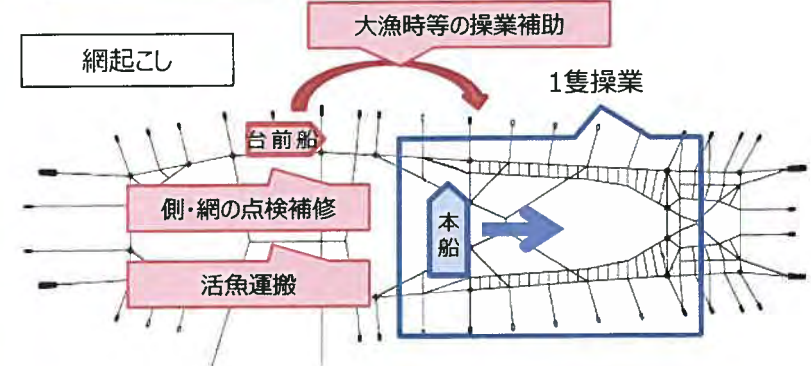 大漁時等の操業補助
網起こし
1隻操業
台前船
側・網の点検補修
本船
活魚運搬